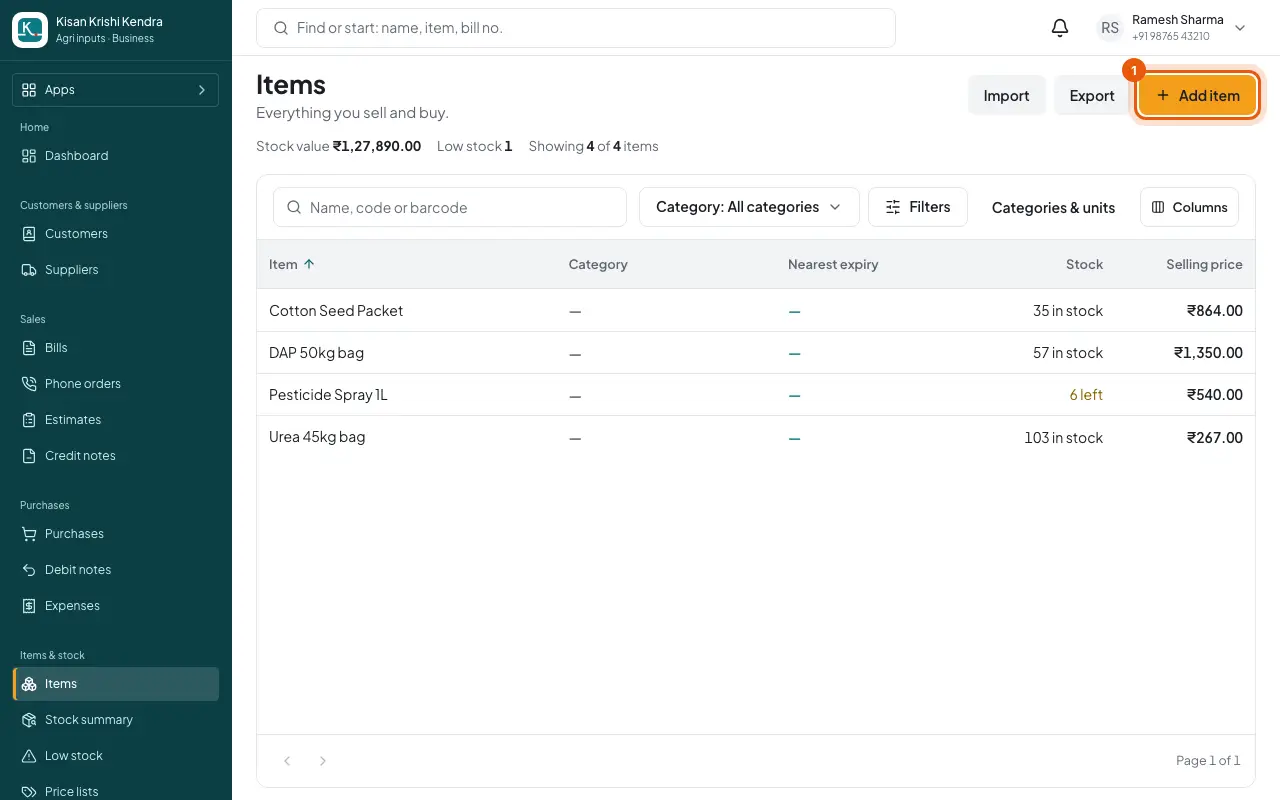 Kisan Krishi Kendra
Agri inputs · Business
Apps
Home
Dashboard
Customers & suppliers
Customers
Suppliers
Sales
Bills
Phone orders
Estimates
Credit notes
Purchases
Purchases
Debit notes
Expenses
Items & stock
Items
Stock summary
Low stock
Price lists
Find or start: name, item, bill no.
RS
Ramesh Sharma
+91 98765 43210
Items
Everything you sell and buy.
Import
Export
1
+ Add item
Stock value ₹1,27,890.00 Low stock 1 Showing 4 of 4 items
Name, code or barcode
Category: All categories
Filters
Categories & units
Columns
Item ↑ Category Nearest expiry Stock Selling price
Cotton Seed Packet — — 35 in stock ₹864.00
DAP 50kg bag — — 57 in stock ₹1,350.00
Pesticide Spray 1L — — 6 left ₹540.00
Urea 45kg bag — — 103 in stock ₹267.00
Page 1 of 1